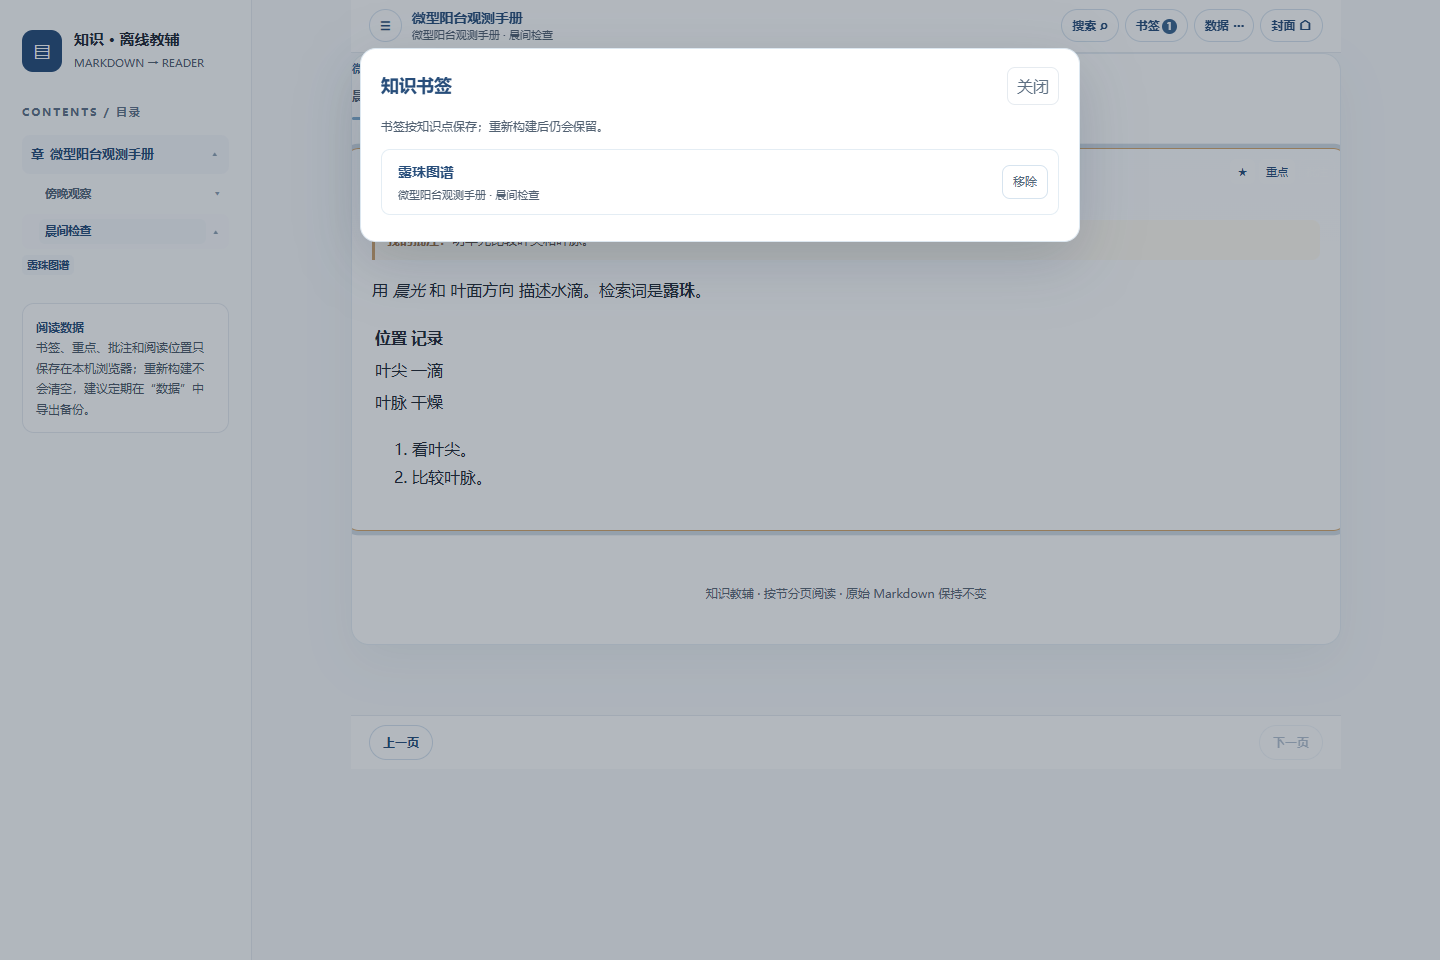 知识・离线教辅
MARKDOWN → READER
CONTENTS / 目录
章 微型阳台观测手册
傍晚观察
晨间检查
露珠图谱
阅读数据
书签、重点、批注和阅读位置只
保存在本机浏览器；重新构建不
会清空，建议定期在“数据”中
导出备份。
微型阳台观测手册
微型阳台观测手册 · 晨间检查
搜索
书签 1
数据 ···
封面
知识书签
关闭
书签按知识点保存；重新构建后仍会保留。
露珠图谱
微型阳台观测手册 · 晨间检查
移除
★ 重点
用 晨光 和 叶面方向 描述水滴。检索词是露珠。
位置 记录
叶尖 一滴
叶脉 干燥
1. 看叶尖。
2. 比较叶脉。
知识教辅 · 按节分页阅读 · 原始 Markdown 保持不变
上一页
下一页